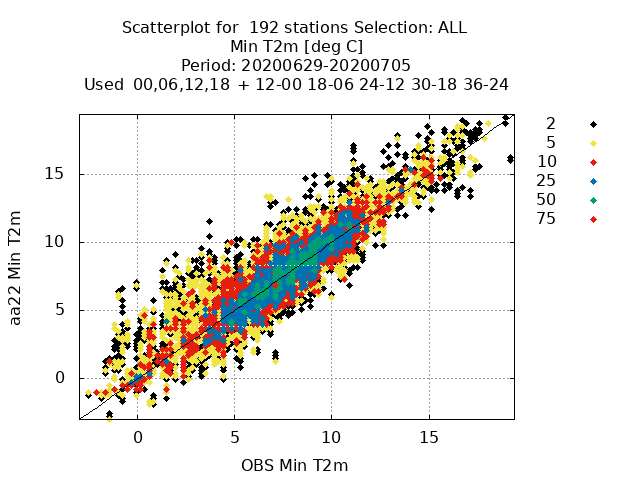 Scatterplot for 192 stations Selection: ALL
Min T2m [deg C]
Period: 20200629-20200705
Used 00,06,12,18 + 12-00 18-06 24-12 30-18 36-24
2
5
10
25
50
75
15
10
5
0
aa22 Min T2m
0 5 10 15
OBS Min T2m